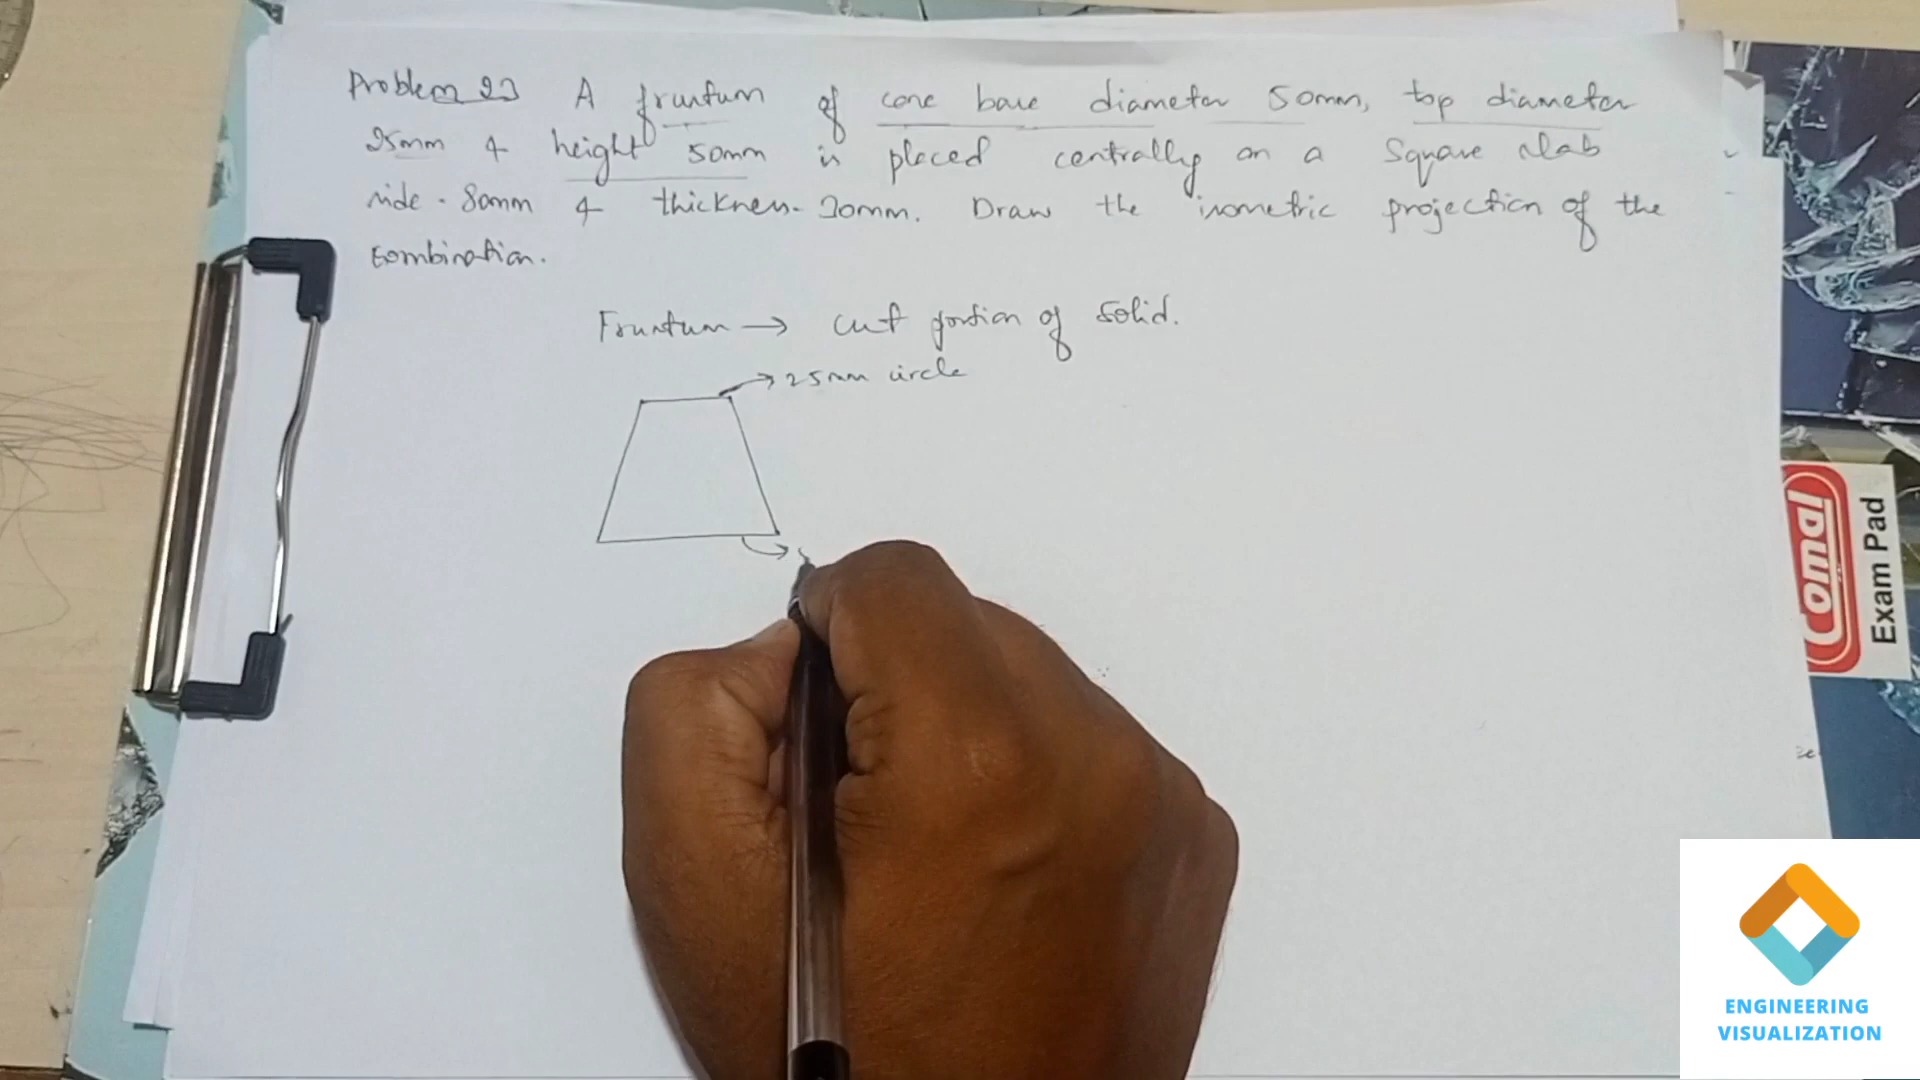 Problem 23 A frustum of cone base diameter 50mm, top diameter
25mm & height 50mm is placed centrally on a square slab
side - 80mm & thickness - 20mm. Draw the isometric projection of the
combination.
Frustum → cut portion of solid.
→ 25mm circle
Comal
Exam Pad
ENGINEERING
VISUALIZATION